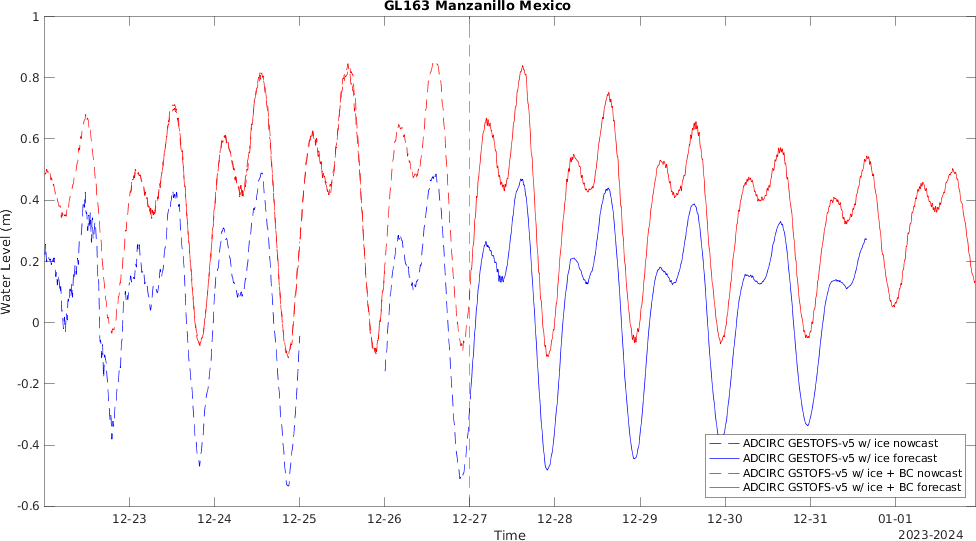 GL163 Manzanillo Mexico
Water Level (m)
1
0.8
0.6
0.4
0.2
0
-0.2
-0.4
-0.6
12-23
12-24
12-25
12-26
12-27
12-28
12-29
12-30
12-31
01-01
Time
2023-2024
ADCIRC GESTOFS-v5 w/ ice nowcast
ADCIRC GESTOFS-v5 w/ ice forecast
ADCIRC GSTOFS-v5 w/ ice + BC nowcast
ADCIRC GSTOFS-v5 w/ ice + BC forecast